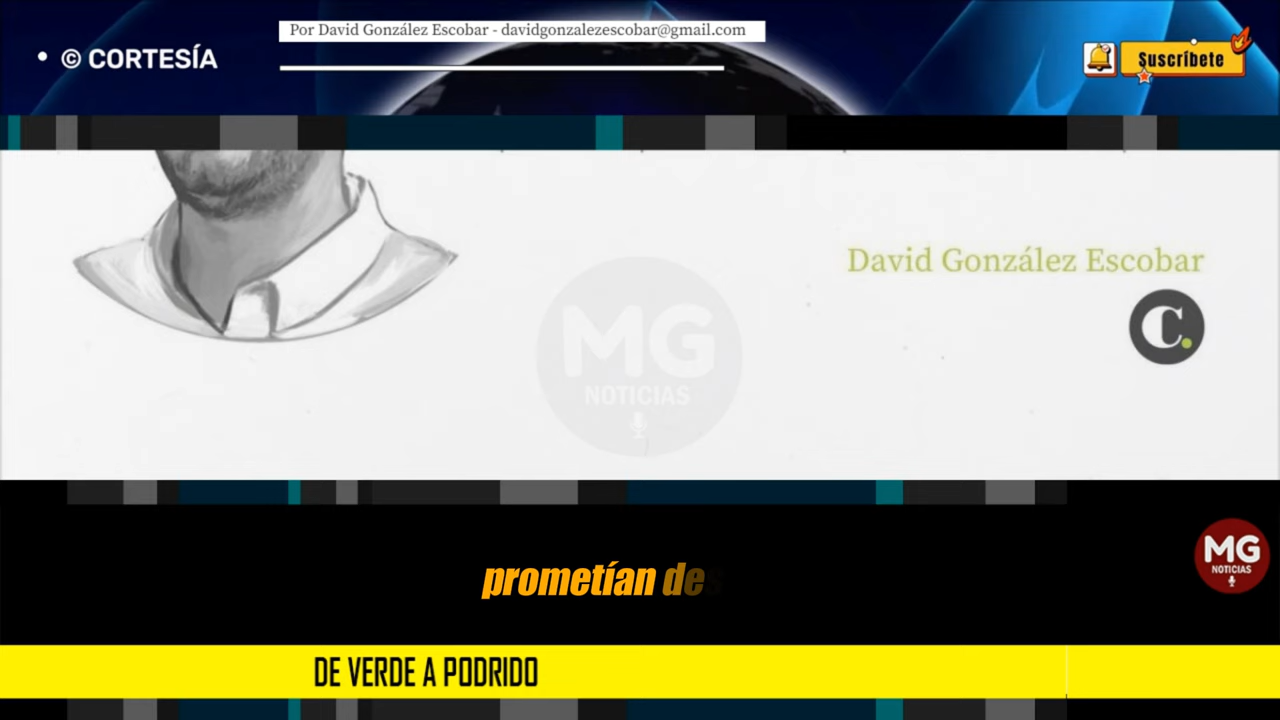 Por David González Escobar - davidgonzalezescobar@gmail.com
© CORTESÍA
Suscríbete
David González Escobar
C.
MG
NOTICIAS
prometían des
MG
NOTICIAS
DE VERDE A PODRIDO